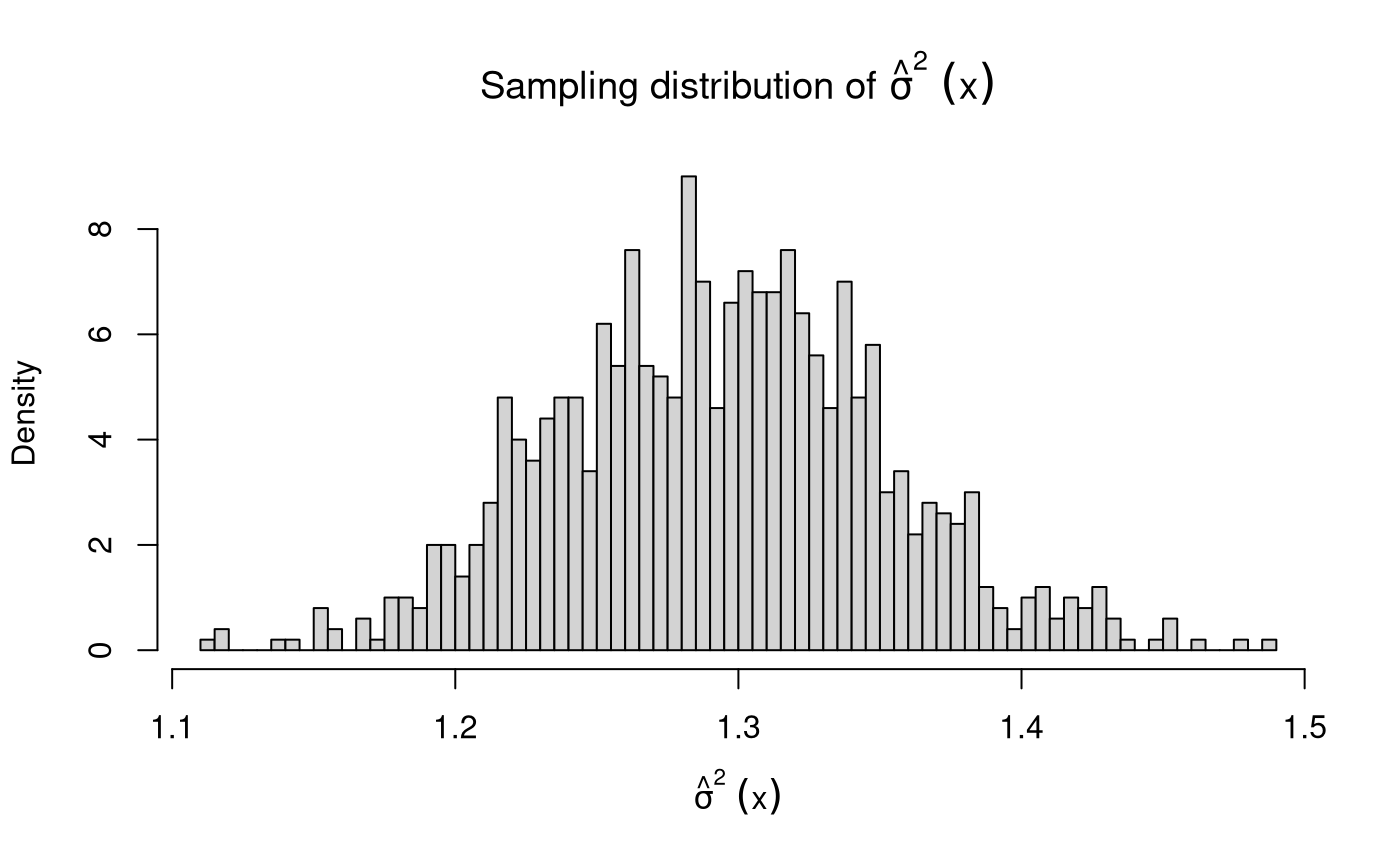 Sampling distribution of σ̂² (x)
Density
8
6
4
2
0
1.1 1.2 1.3 1.4 1.5
σ̂² (x)